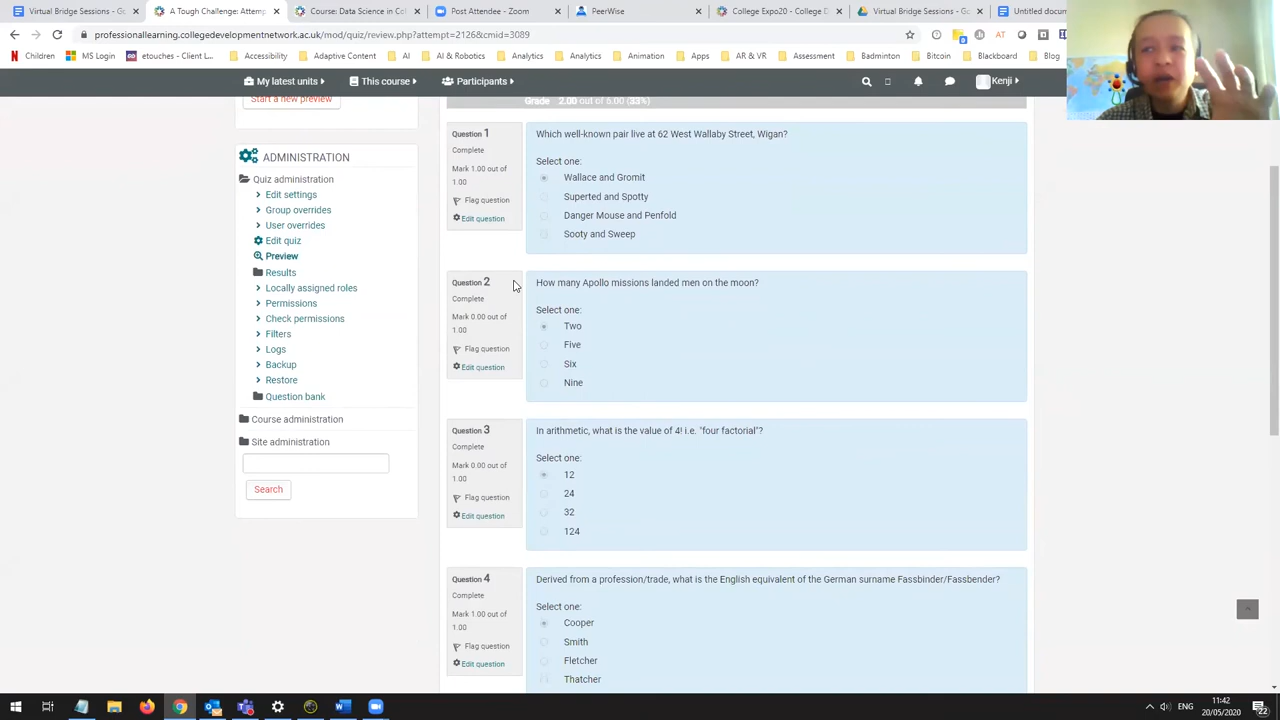 Virtual Bridge Sessions - Go
A Tough Challenge: Attemp
Course: Data Science in Coll
Post Attendee - Zoom
PeerWise
College Expo20 - College D
Virtual Bridge Sessions - Go
Untitled docum
professionallearning.collegedevelopmentnetwork.ac.uk/mod/quiz/review.php?attempt=2126&cmid=3089
Children
MS Login
etouches - Client L...
Accessibility
Adaptive Content
AI
AI & Robotics
Analytics
Analytics
Animation
Apps
AR & VR
Assessment
Badminton
Bitcoin
Blackboard
Blog
My latest units
This course
Participants
Kenji
Start a new preview
ADMINISTRATION
Quiz administration
Edit settings
Group overrides
User overrides
Edit quiz
Preview
Results
Locally assigned roles
Permissions
Check permissions
Filters
Logs
Backup
Restore
Question bank
Course administration
Site administration
Search
Grade 2.00 out of 6.00 (33%)
Question 1
Complete
Mark 1.00 out of
1.00
Flag question
Edit question
Which well-known pair live at 62 West Wallaby Street, Wigan?
Select one:
Wallace and Gromit
Superted and Spotty
Danger Mouse and Penfold
Sooty and Sweep
Question 2
Complete
Mark 0.00 out of
1.00
Flag question
Edit question
How many Apollo missions landed men on the moon?
Select one:
Two
Five
Six
Nine
Question 3
Complete
Mark 0.00 out of
1.00
Flag question
Edit question
In arithmetic, what is the value of 4! i.e. "four factorial"?
Select one:
12
24
32
124
Question 4
Complete
Mark 1.00 out of
1.00
Flag question
Edit question
Derived from a profession/trade, what is the English equivalent of the German surname Fassbinder/Fassbender?
Select one:
Cooper
Smith
Fletcher
Thatcher
ENG
11:42
20/05/2020
22